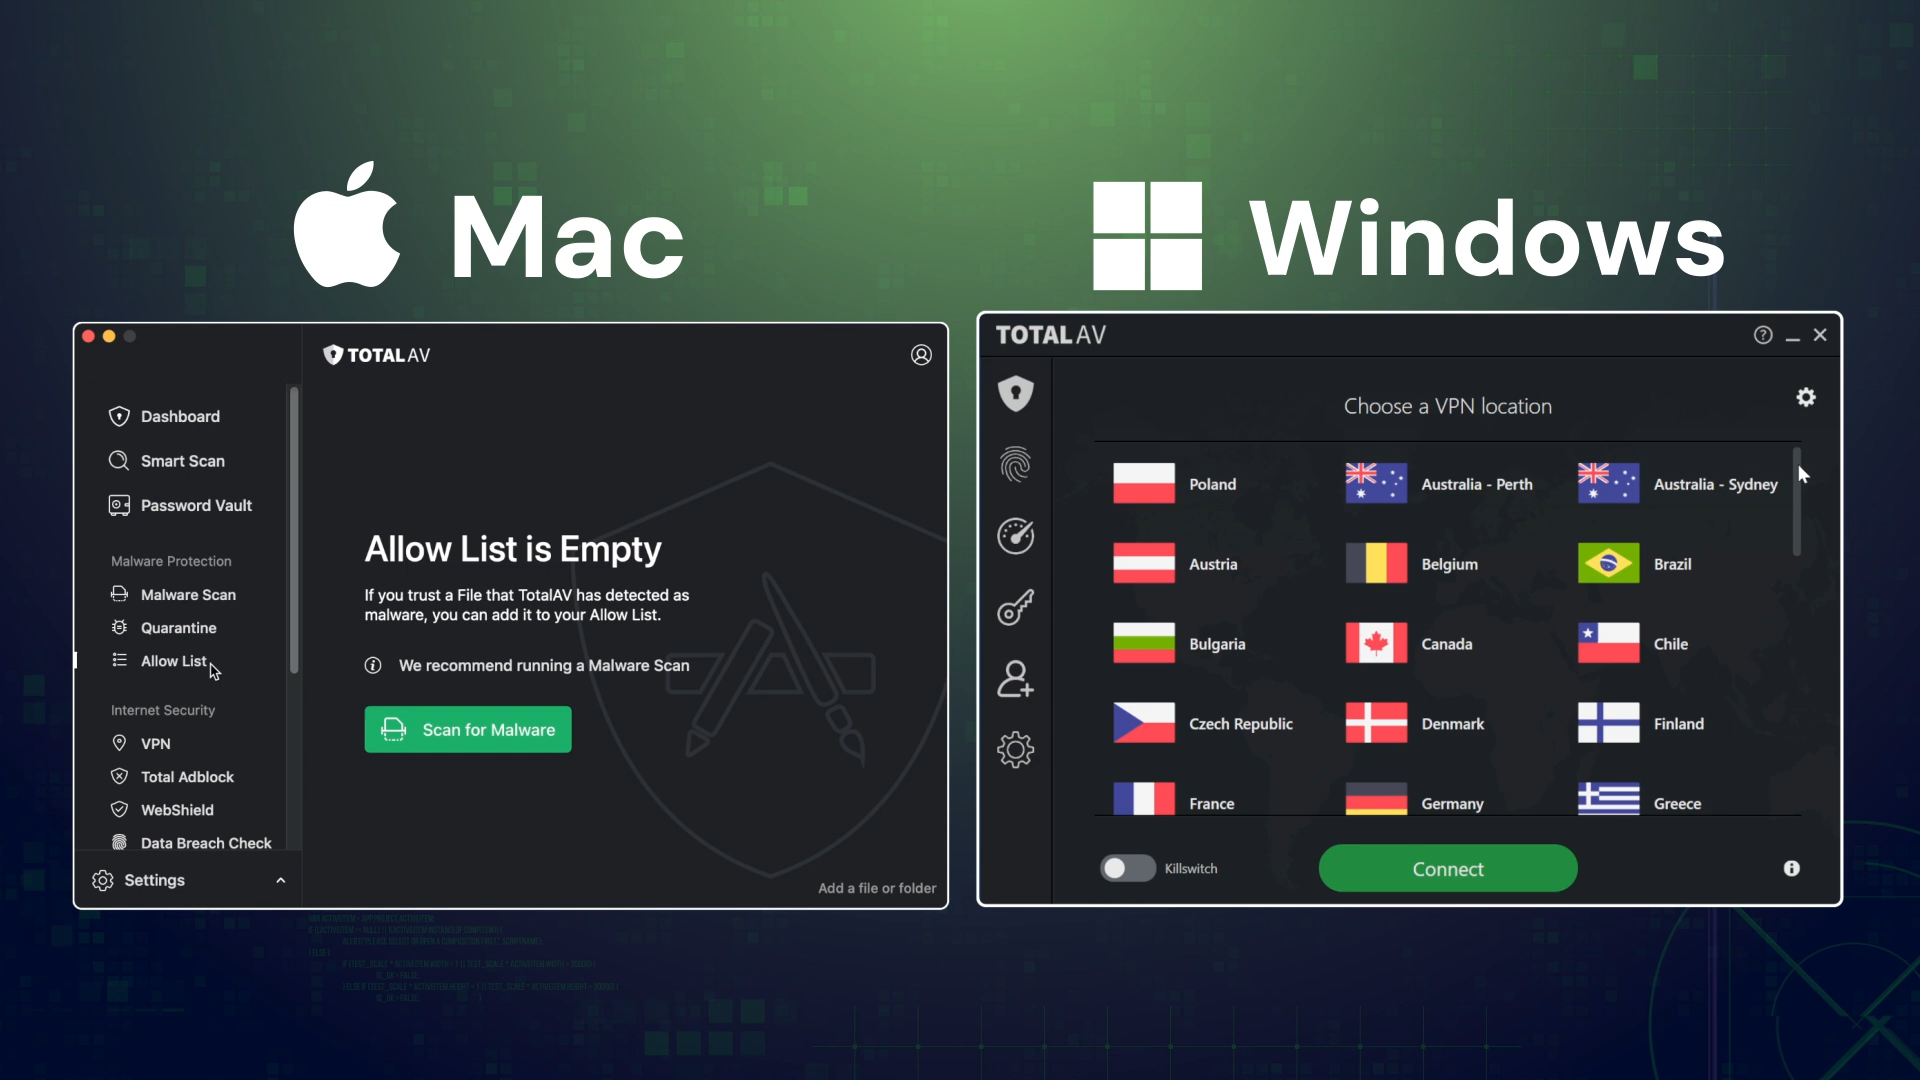 Mac
Windows
TOTALAV
Dashboard
Smart Scan
Password Vault
Malware Protection
Malware Scan
Quarantine
Allow List
Internet Security
VPN
Total Adblock
WebShield
Data Breach Check
Settings
Allow List is Empty
If you trust a File that TotalAV has detected as
malware, you can add it to your Allow List.
We recommend running a Malware Scan
Scan for Malware
Add a file or folder
TOTALAV
Choose a VPN location
Poland
Australia - Perth
Australia - Sydney
Austria
Belgium
Brazil
Bulgaria
Canada
Chile
Czech Republic
Denmark
Finland
France
Germany
Greece
Killswitch
Connect